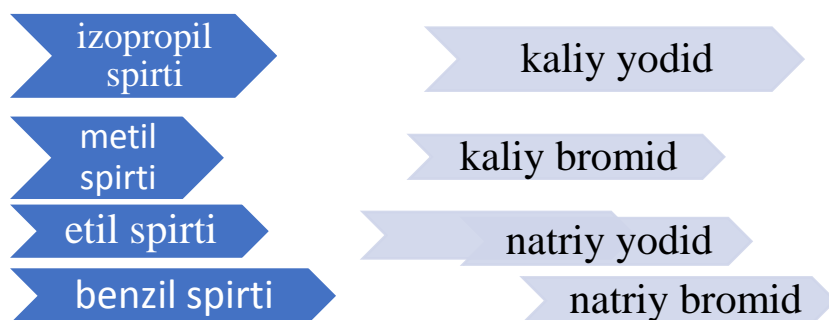 izopropil
spirti
kaliy yodid
metil
spirti
kaliy bromid
etil spirti
natriy yodid
benzil spirti
natriy bromid